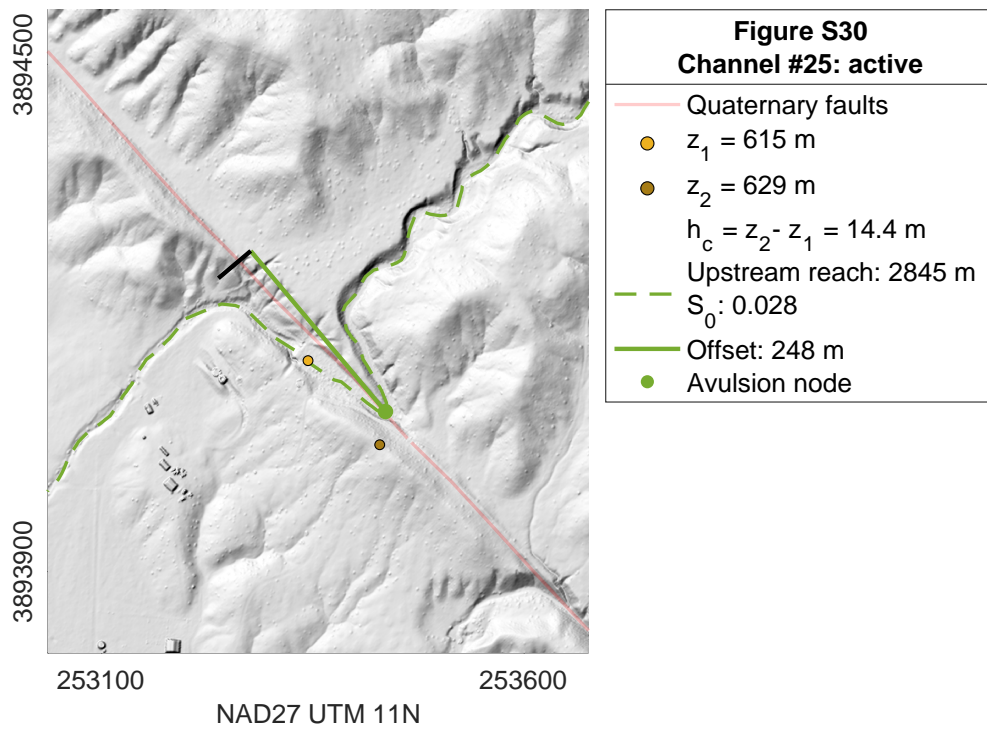 3894500
3893900
253100
253600
NAD27 UTM 11N
Figure S30
Channel #25: active
Quaternary faults
z₁ = 615 m
z₂ = 629 m
h_c = z₂- z₁ = 14.4 m
Upstream reach: 2845 m
S₀: 0.028
Offset: 248 m
Avulsion node